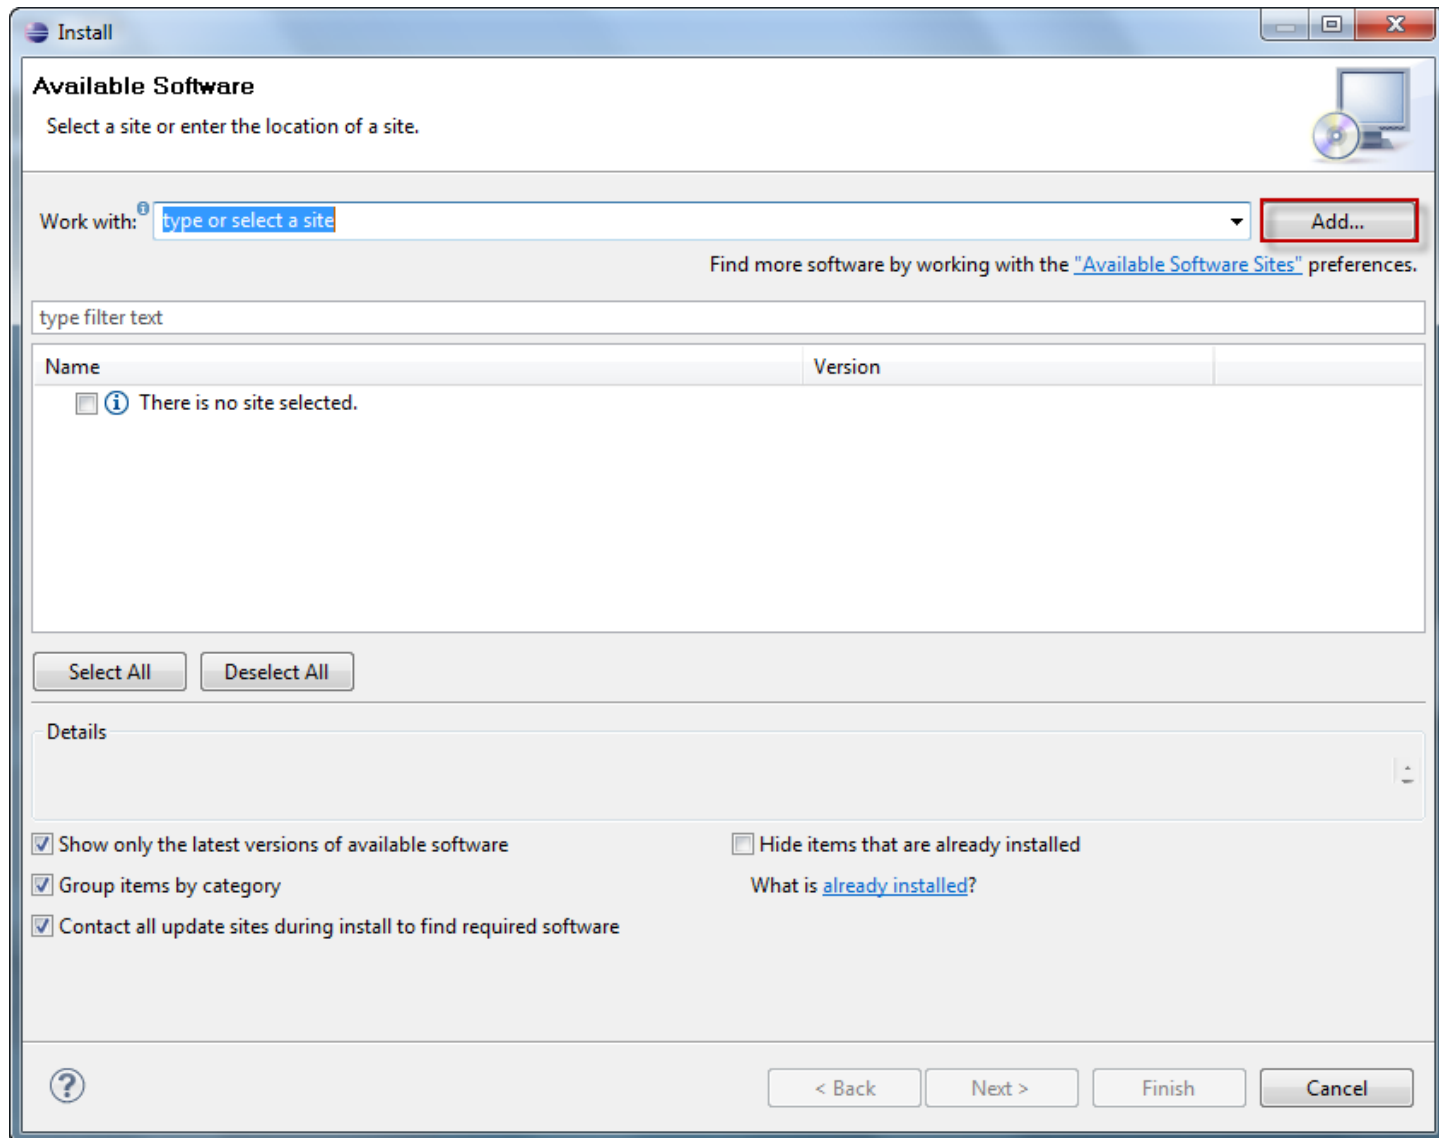 Install
Available Software
Select a site or enter the location of a site.
Work with: type or select a site Add...
Find more software by working with the "Available Software Sites" preferences.
type filter text
Name Version
There is no site selected.
Select All Deselect All
Details
Show only the latest versions of available software Hide items that are already installed
Group items by category What is already installed?
Contact all update sites during install to find required software
< Back Next > Finish Cancel